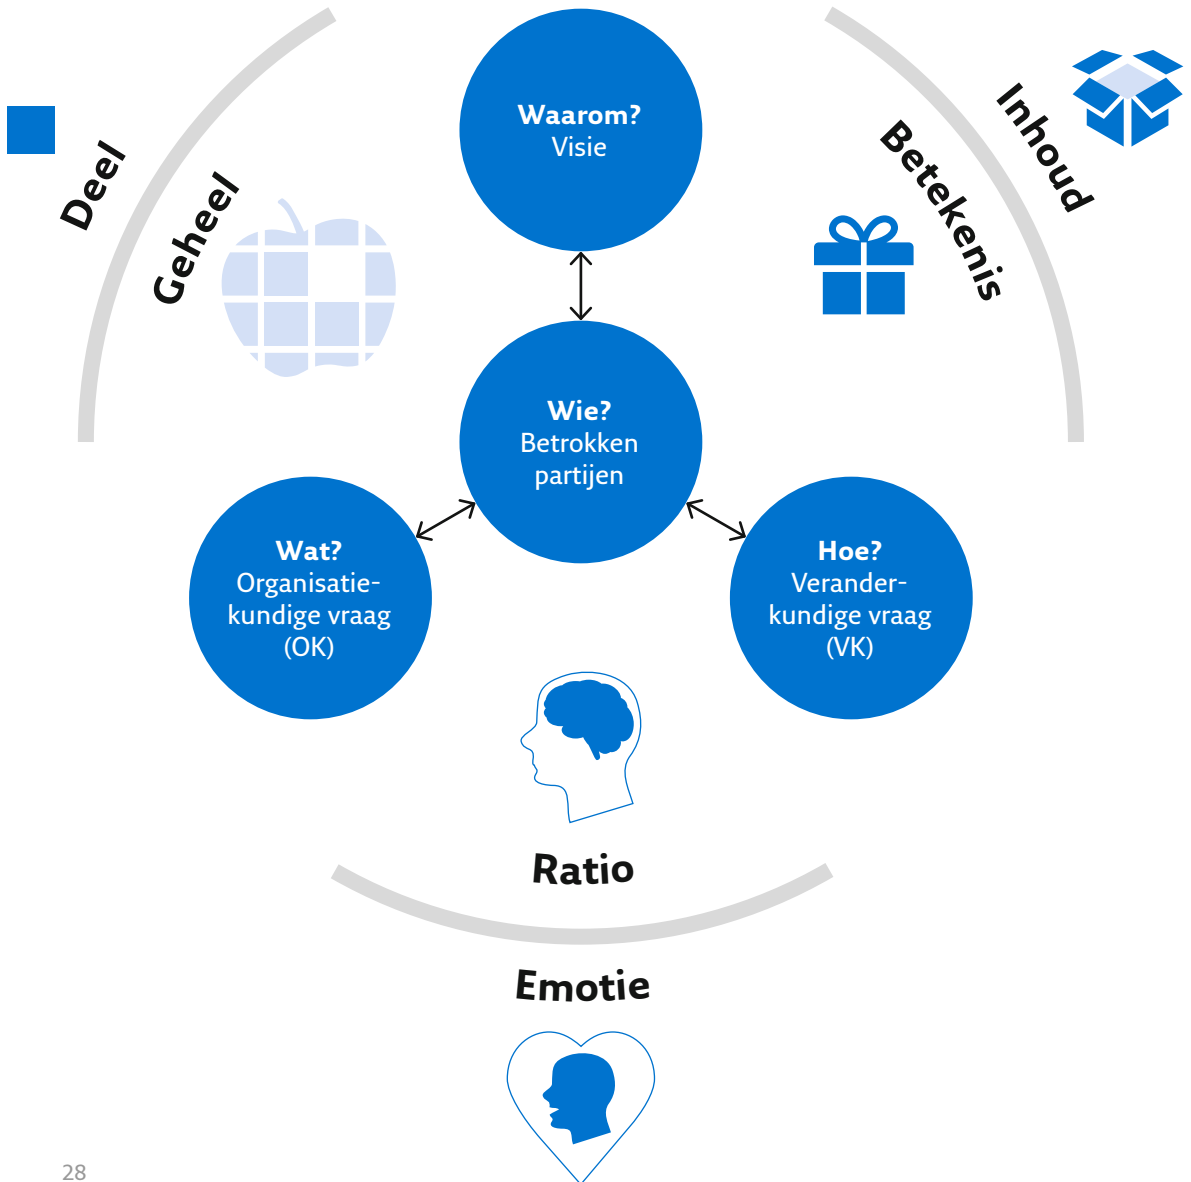 Waarom?
Visie
Deel
Geheel
Betekenis
Inhoud
Wie?
Betrokken
partijen
Wat?
Organisatie-
kundige vraag
(OK)
Hoe?
Verander-
kundige vraag
(VK)
Ratio
Emotie
28